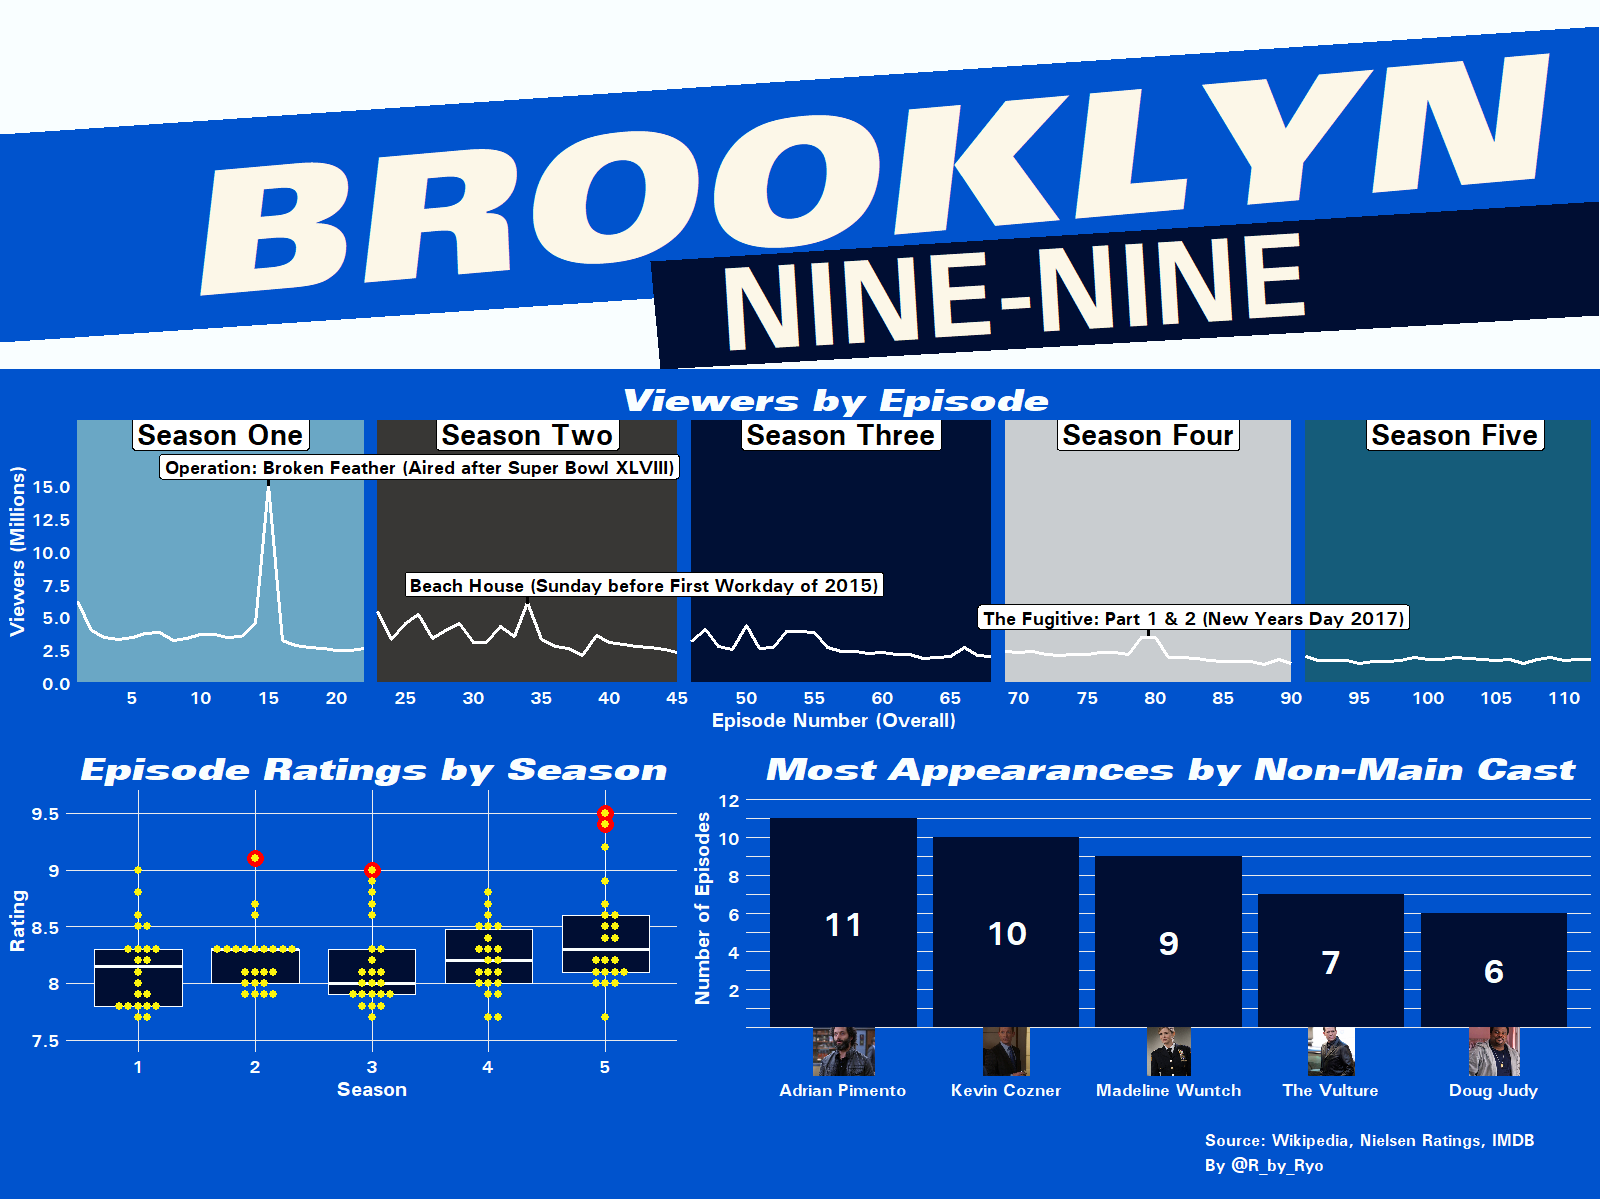 BROOKLYN
NINE-NINE
Viewers by Episode
Season One
Season Two
Season Three
Season Four
Season Five
Operation: Broken Feather (Aired after Super Bowl XLVIII)
Beach House (Sunday before First Workday of 2015)
The Fugitive: Part 1 & 2 (New Years Day 2017)
Viewers (Millions)
15.0
12.5
10.0
7.5
5.0
2.5
0.0
5 10 15 20 25 30 35 40 45 50 55 60 65 70 75 80 85 90 95 100 105 110
Episode Number (Overall)
Episode Ratings by Season
Rating
9.5
9
8.5
8
7.5
1 2 3 4 5
Season
Most Appearances by Non-Main Cast
Number of Episodes
12
10
8
6
4
2
11 10 9 7 6
Adrian Pimento Kevin Cozner Madeline Wuntch The Vulture Doug Judy
Source: Wikipedia, Nielsen Ratings, IMDB
By @R_by_Ryo